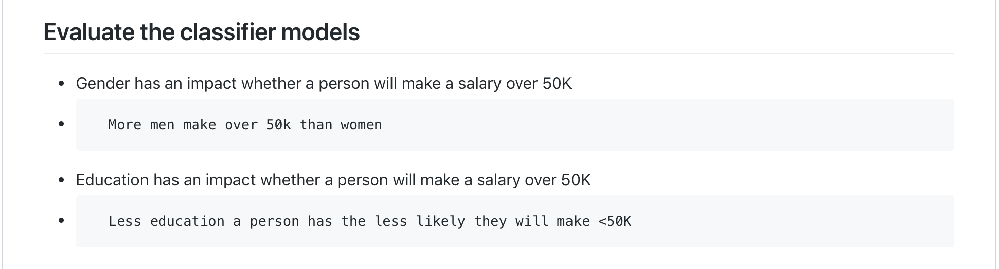 Evaluate the classifier models
Gender has an impact whether a person will make a salary over 50K
More men make over 50k than women
Education has an impact whether a person will make a salary over 50K
Less education a person has the less likely they will make <50K